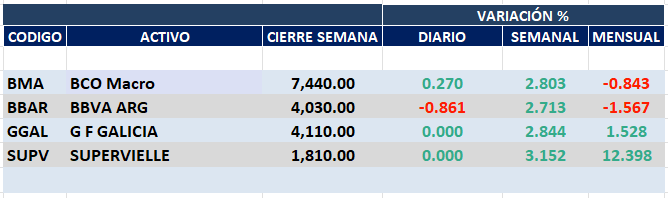 VARIACIÓN %
CODIGO ACTIVO CIERRE SEMANA DIARIO SEMANAL MENSUAL
BMA BCO Macro 7,440.00 0.270 2.803 -0.843
BBAR BBVA ARG 4,030.00 -0.861 2.713 -1.567
GGAL G F GALICIA 4,110.00 0.000 2.844 1.528
SUPV SUPERVIELLE 1,810.00 0.000 3.152 12.398